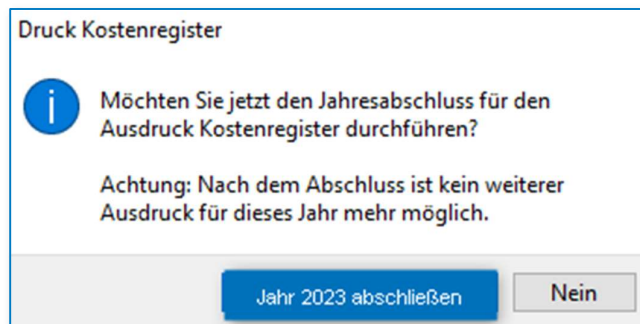 Druck Kostenregister
Möchten Sie jetzt den Jahresabschluss für den
Ausdruck Kostenregister durchführen?
Achtung: Nach dem Abschluss ist kein weiterer
Ausdruck für dieses Jahr mehr möglich.
Jahr 2023 abschließen
Nein